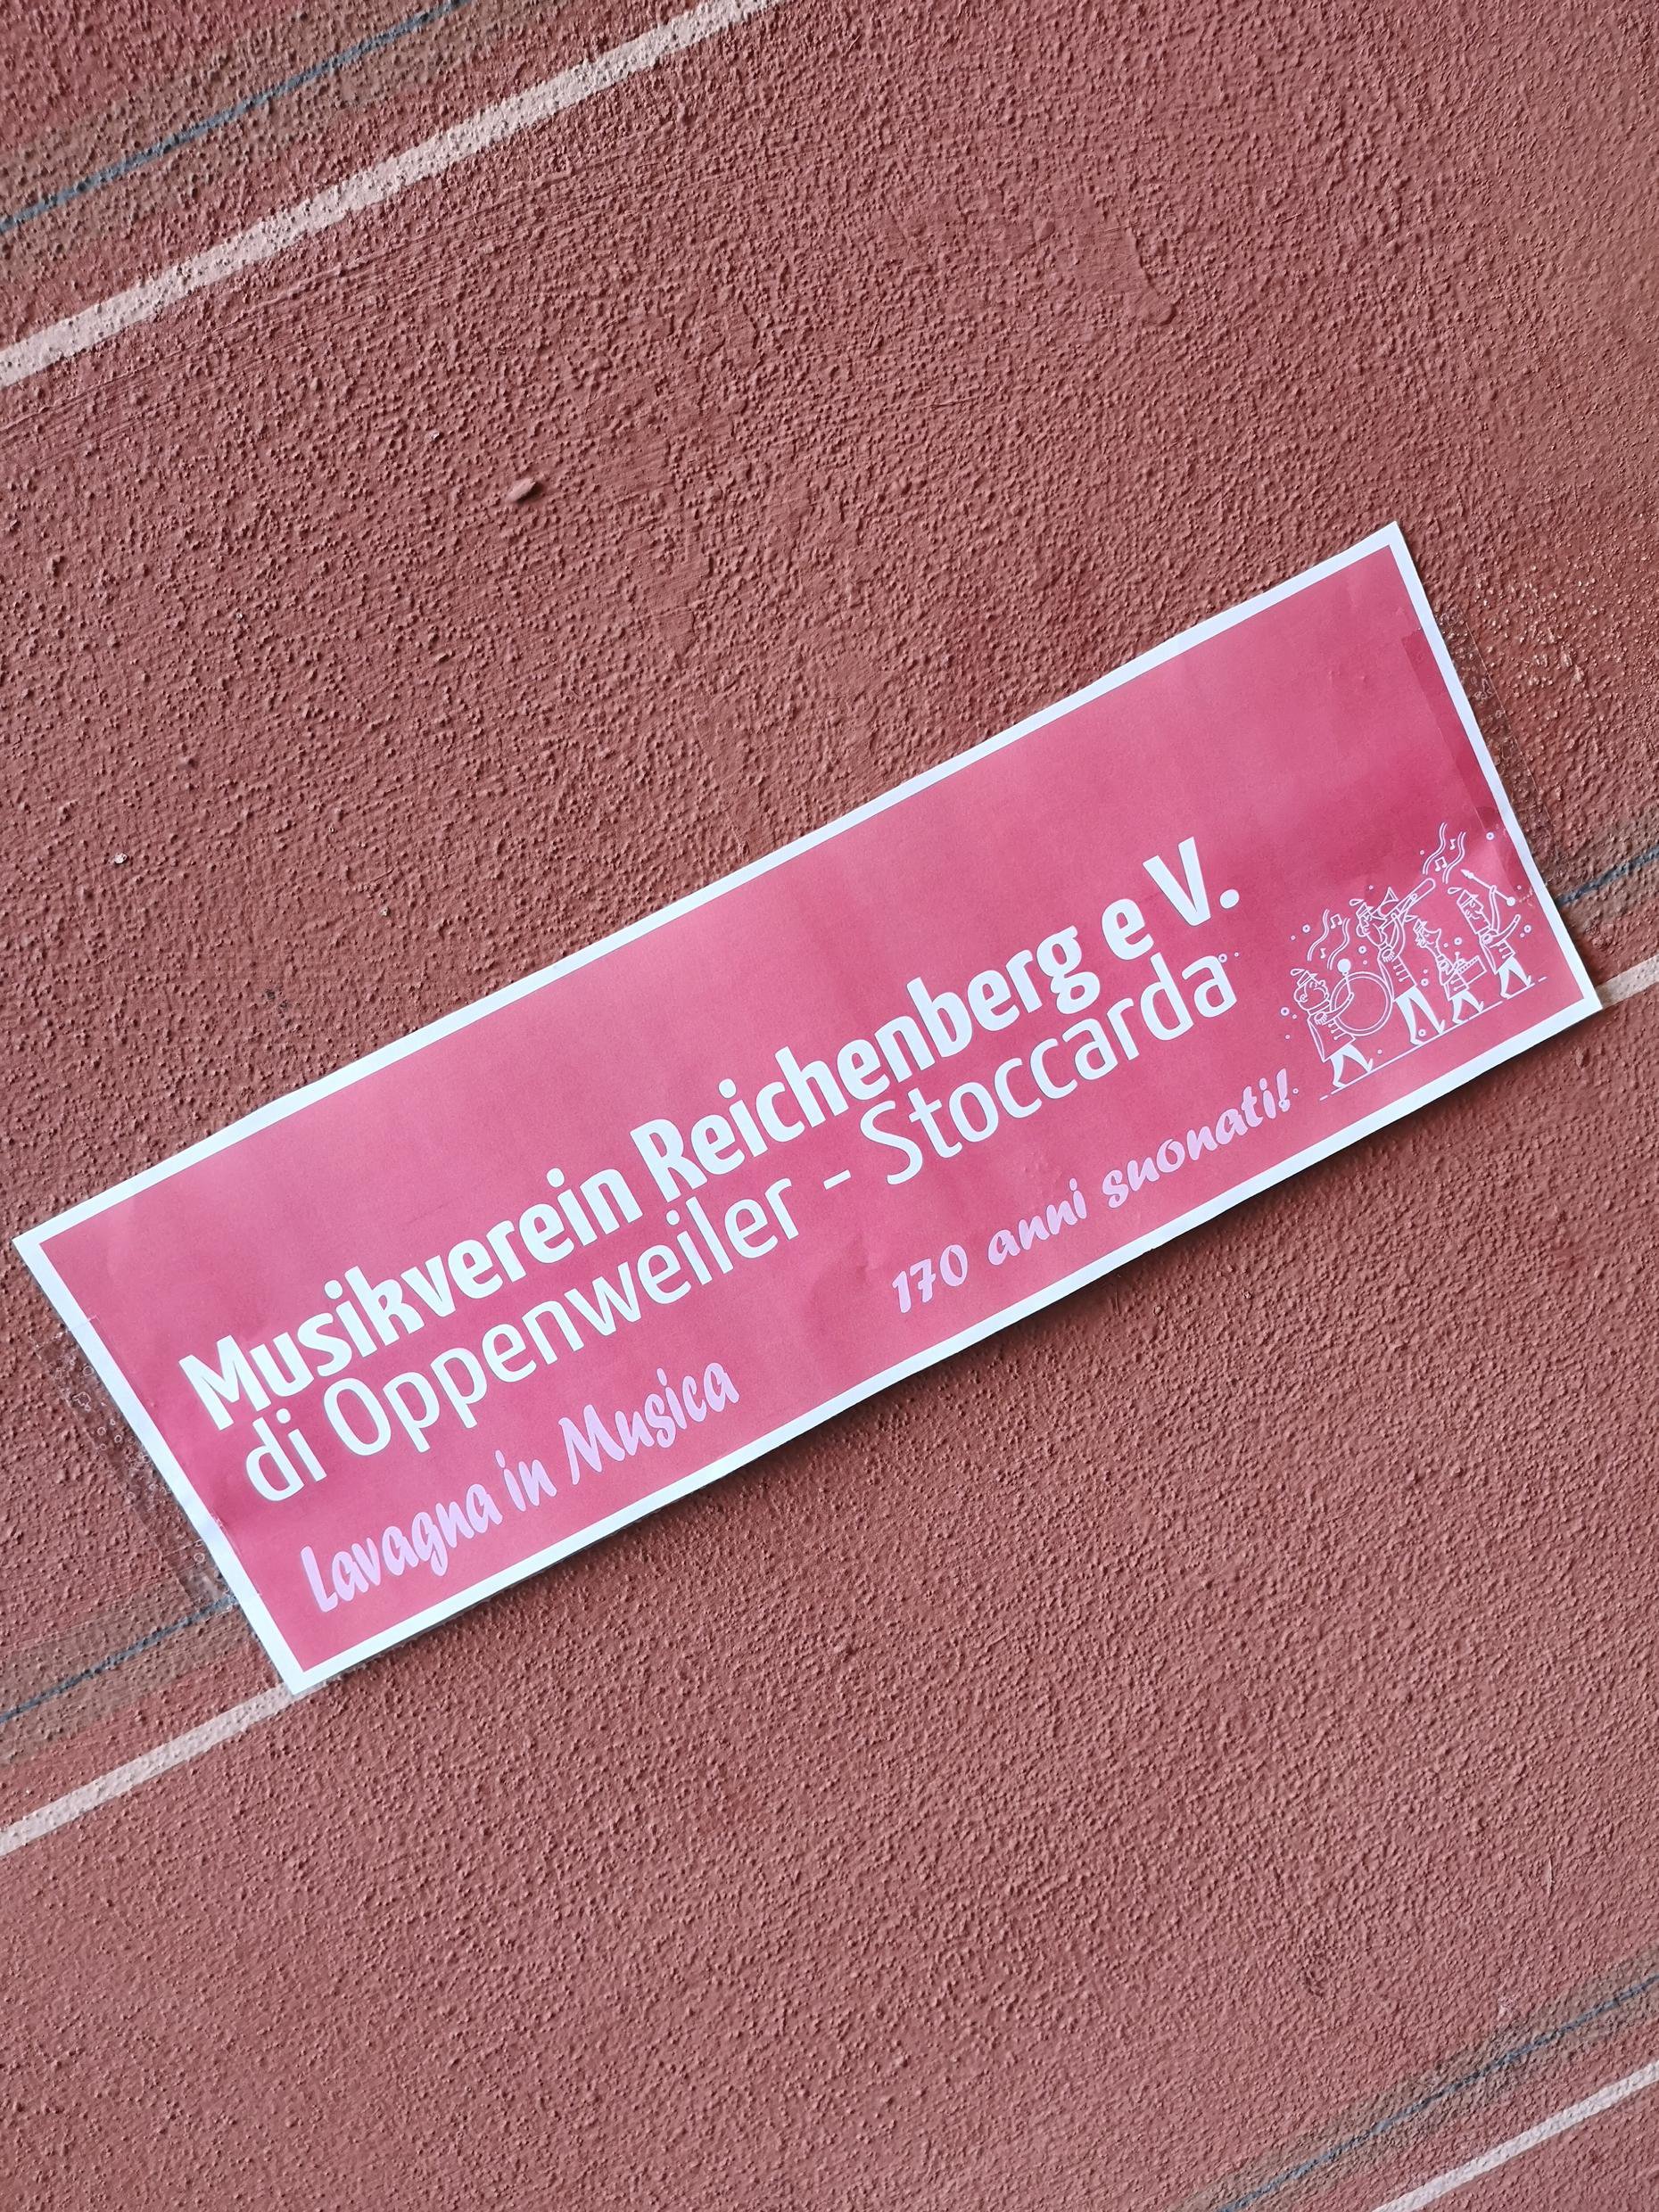 Musikverein Reichenberg e V.
di Oppenweiler - Stoccarda
Lavagna in Musica
170 anni suonati!